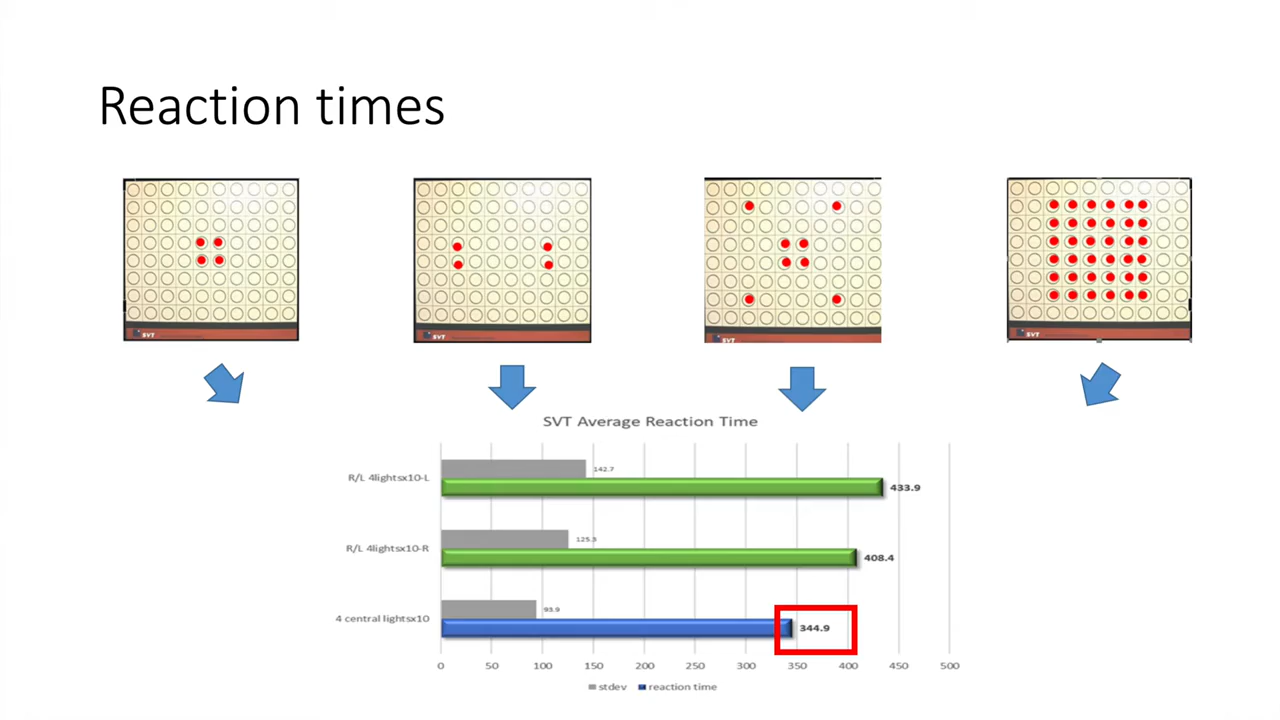 Reaction times
SVT
SVT
SVT
SVT
SVT Average Reaction Time
142.7
R/L 4lightsx10-L
433.9
125.3
R/L 4lightsx10-R
408.4
93.9
4 central lightsx10
344.9
0 50 100 150 200 250 300 350 400 450 500
stdev reaction time